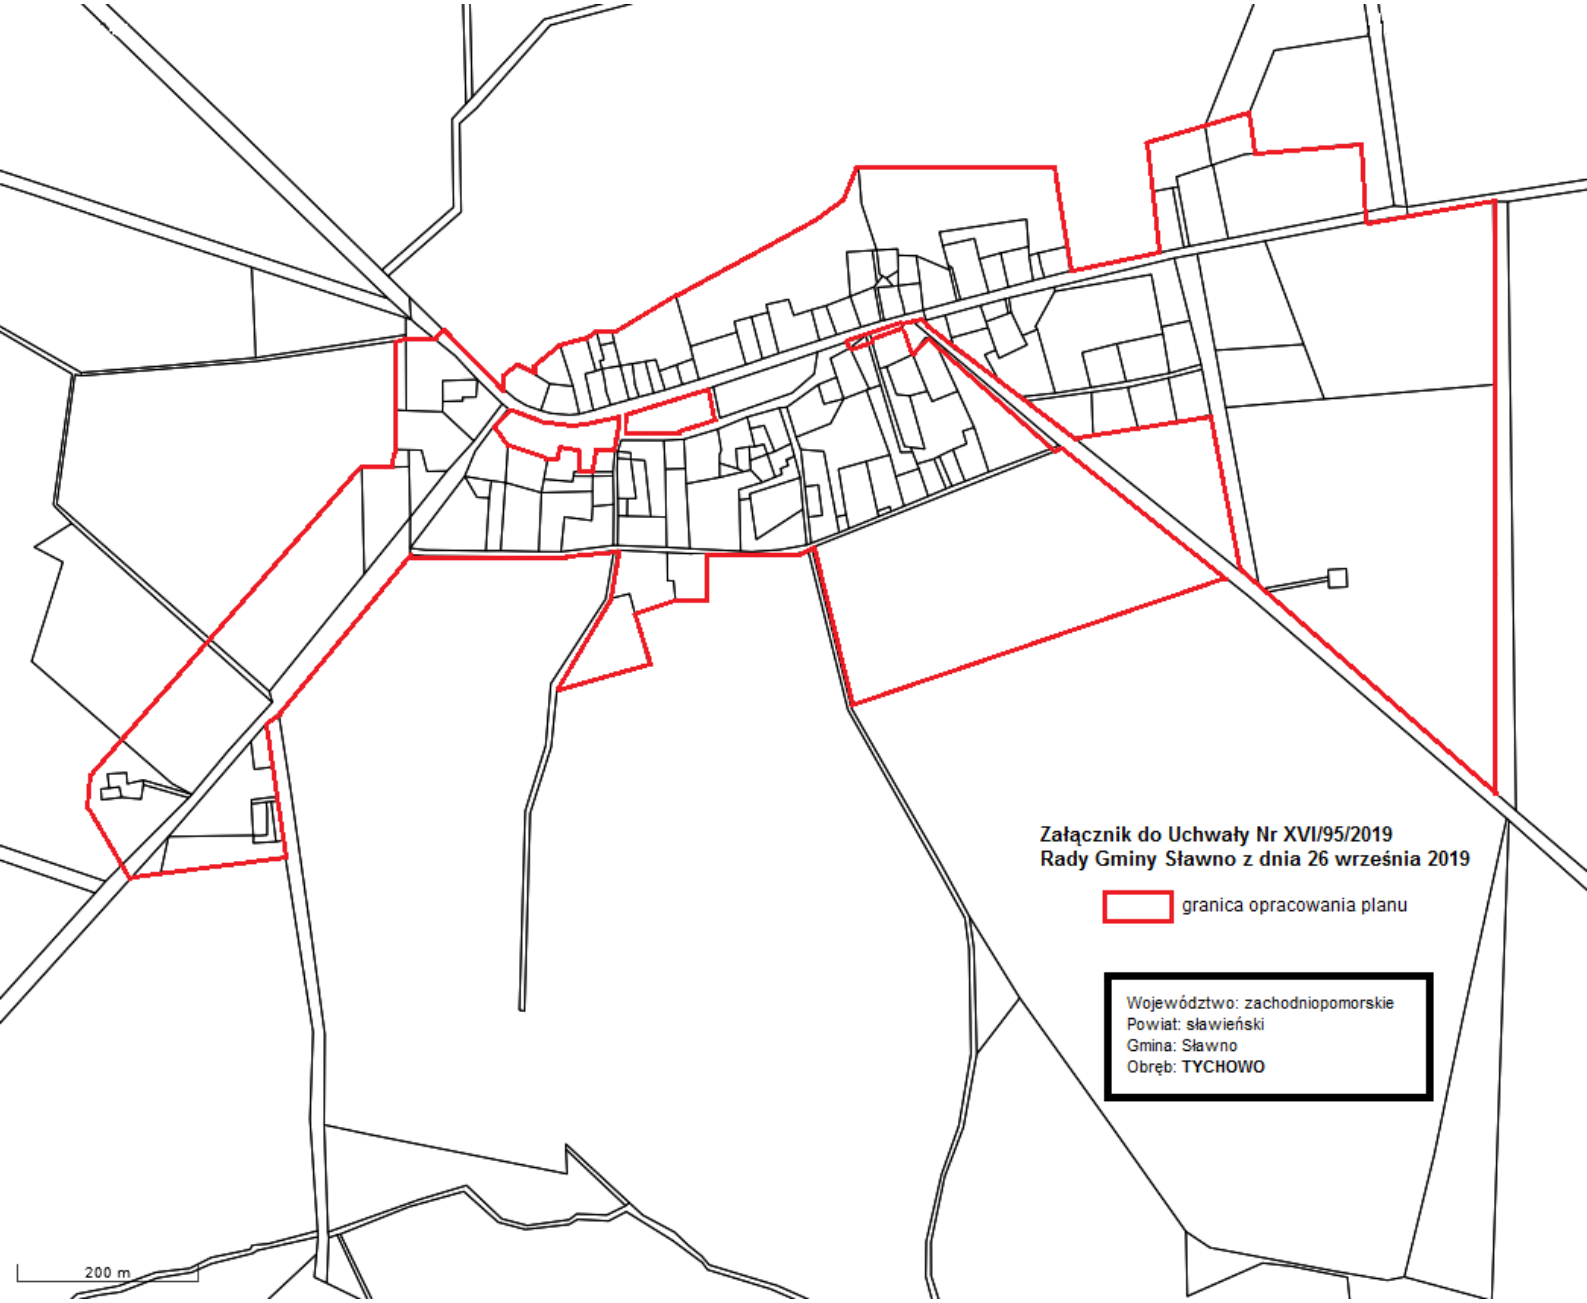 Załącznik do Uchwały Nr XVI/95/2019
Rady Gminy Sławno z dnia 26 września 2019
granica opracowania planu
Województwo: zachodniopomorskie
Powiat: sławieński
Gmina: Sławno
Obręb: TYCHOWO
200 m